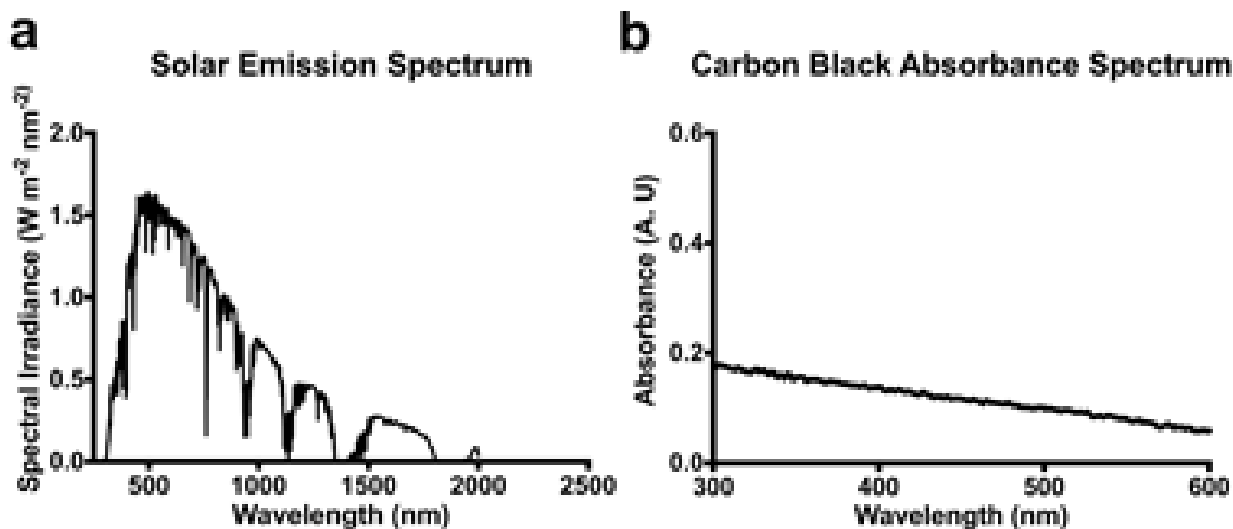 a
Solar Emission Spectrum
Spectral Irradiance (W m⁻² nm⁻²)
2.0
1.5
1.0
0.5
0.0
500
1000
1500
2000
2500
Wavelength (nm)
b
Carbon Black Absorbance Spectrum
Absorbance (A. U)
0.6
0.4
0.2
0.0
300
400
500
600
Wavelength (nm)